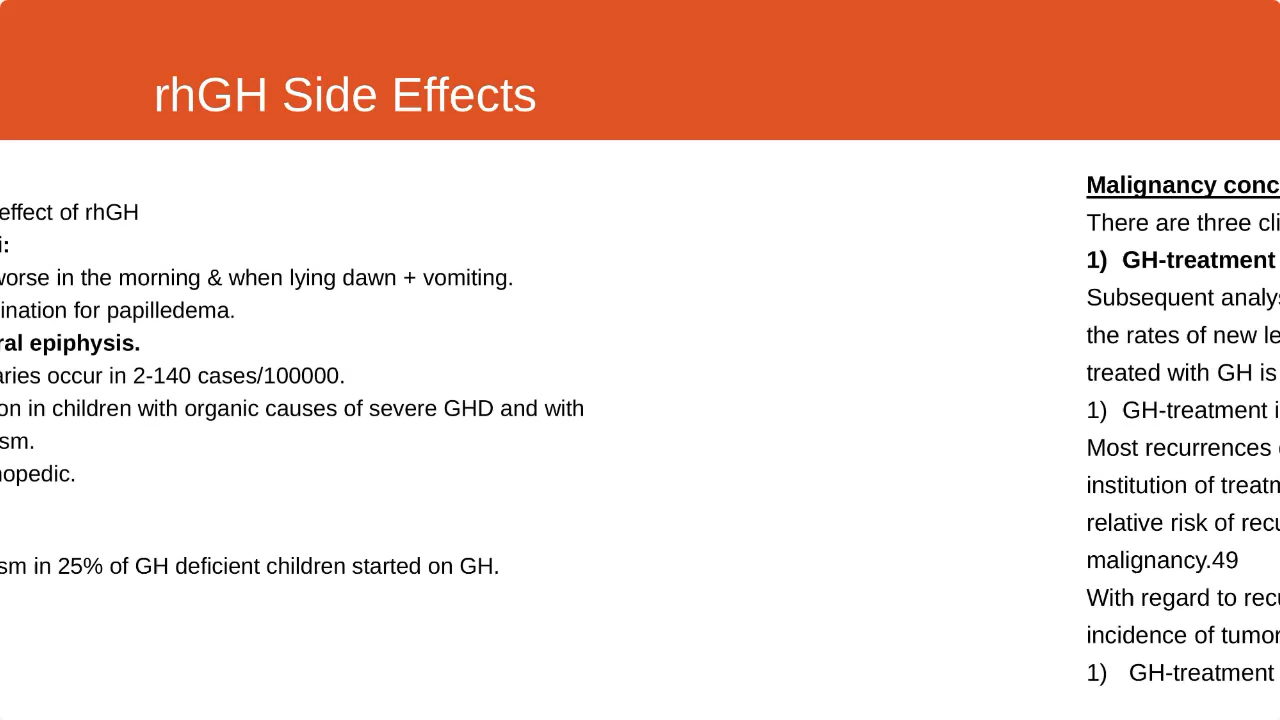 rhGH Side Effects
effect of rhGH
i:
worse in the morning & when lying dawn + vomiting.
ination for papilledema.
ral epiphysis.
aries occur in 2-140 cases/100000.
on in children with organic causes of severe GHD and with
sm.
hopedic.
sm in 25% of GH deficient children started on GH.
Malignancy conc
There are three cli
1) GH-treatment
Subsequent analys
the rates of new le
treated with GH is
1) GH-treatment i
Most recurrences
institution of treatm
relative risk of recu
malignancy.49
With regard to recu
incidence of tumor
1) GH-treatment